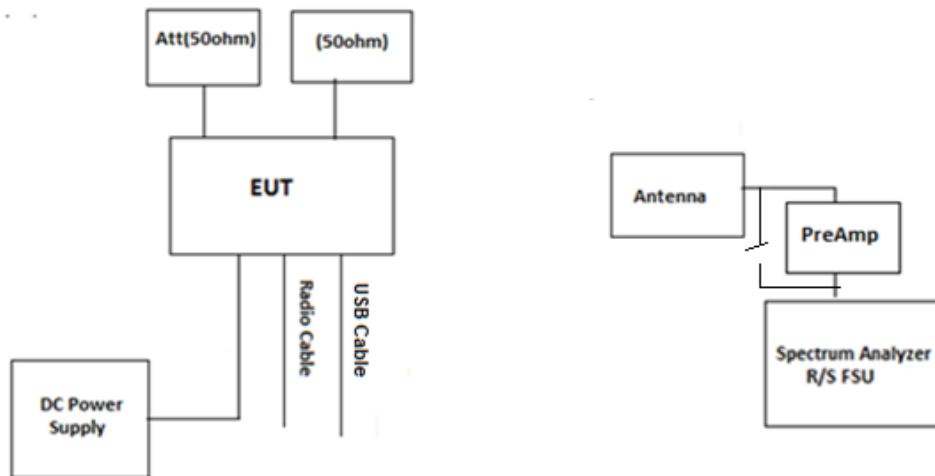 Att(50ohm)
(50ohm)
EUT
Antenna
PreAmp
Radio Cable
USB Cable
Spectrum Analyzer
R/S FSU
DC Power
Supply